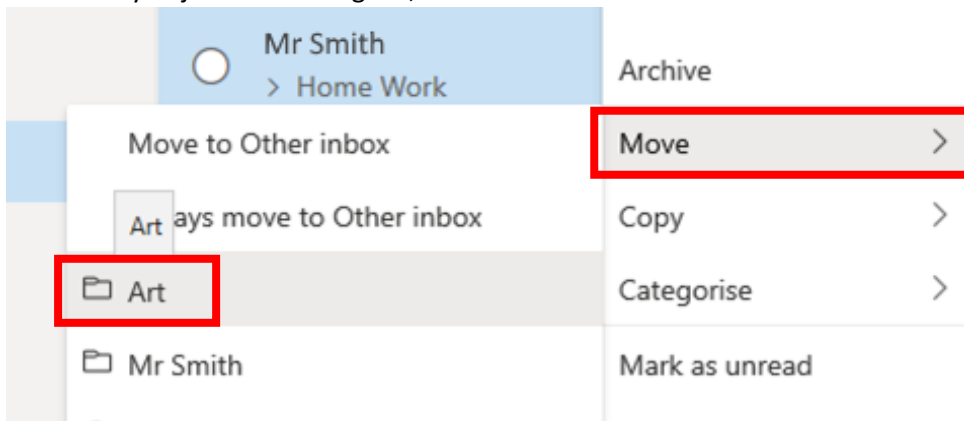 Mr Smith
> Home Work
Archive
Move to Other inbox
Move >
Art
ays move to Other inbox
Copy >
Art
Categorise >
Mr Smith
Mark as unread